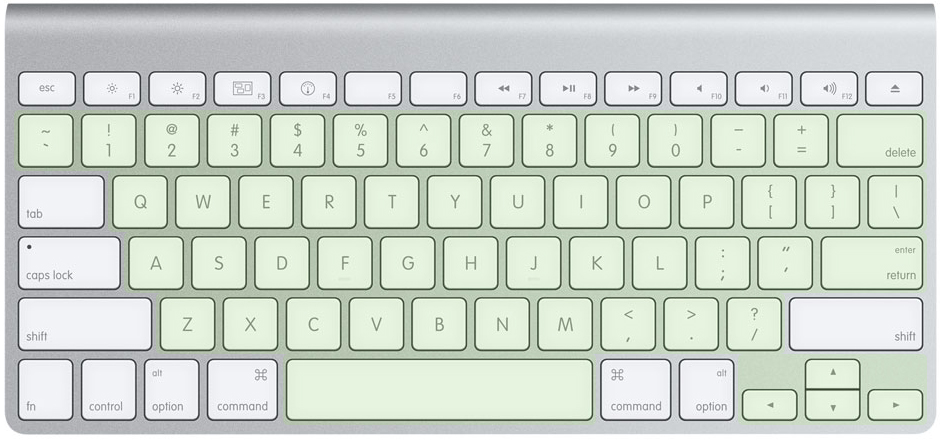 esc F1 F2 F3 F4 F5 F6 F7 F8 F9 F10 F11 F12
~ ! @ # $ % ^ & * ( ) — +
` 1 2 3 4 5 6 7 8 9 0 - = delete
tab Q W E R T Y U I O P { [ } ] | \
caps lock A S D F G H J K L : ; " ' enter return
shift Z X C V B N M < , > . ? / shift
fn control alt option ⌘ command ⌘ command alt option